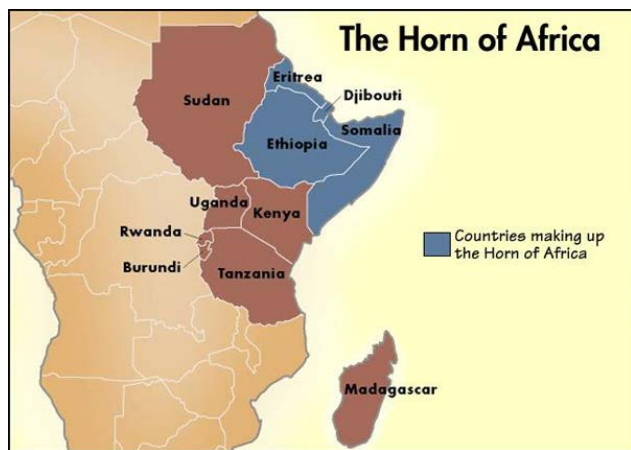 The Horn of Africa
Eritrea
Djibouti
Sudan
Somalia
Ethiopia
Uganda
Kenya
Rwanda
Burundi
Tanzania
Countries making up
the Horn of Africa
Madagascar